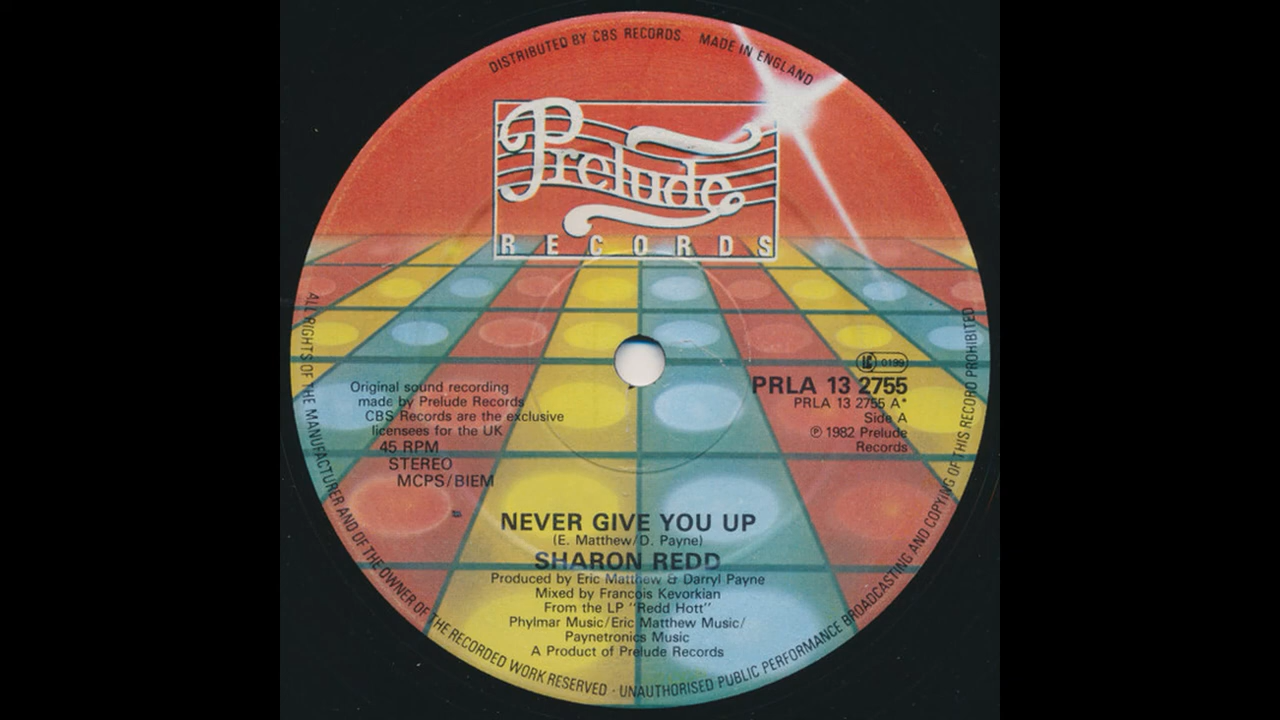 DISTRIBUTED BY CBS RECORDS. MADE IN ENGLAND
Prelude
RECORDS
LC 0199
PRLA 13 2755
PRLA 13 2755 A*
Side A
℗ 1982 Prelude
Records
Original sound recording
made by Prelude Records
CBS Records are the exclusive
licensees for the UK
45 RPM
STEREO
MCPS/BIEM
NEVER GIVE YOU UP
(E. Matthew/D. Payne)
SHARON REDD
Produced by Eric Matthew & Darryl Payne
Mixed by Francois Kevorkian
From the LP "Redd Hott"
Phylmar Music/Eric Matthew Music/
Paynetronics Music
A Product of Prelude Records
ALL RIGHTS OF THE MANUFACTURER AND OF THE OWNER OF THE RECORDED WORK RESERVED · UNAUTHORISED PUBLIC PERFORMANCE BROADCASTING AND COPYING OF THIS RECORD PROHIBITED